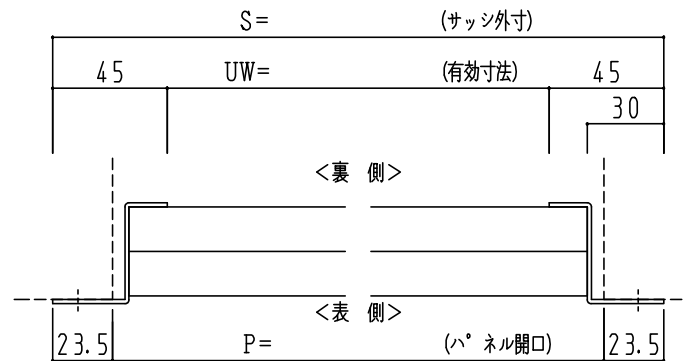 S= (サッシ外寸)
45 UW= (有効寸法) 45
30
<裏 側>
<表 側>
23.5 P= (パネル開口) 23.5